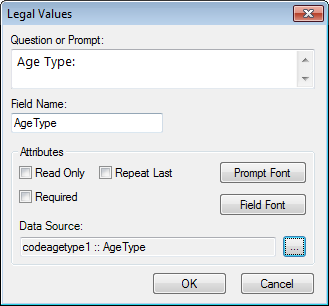 Legal Values
Question or Prompt:
Age Type:
Field Name:
AgeType
Attributes
Read Only
Repeat Last
Prompt Font
Required
Field Font
Data Source:
codeagetype1 :: AgeType
...
OK
Cancel